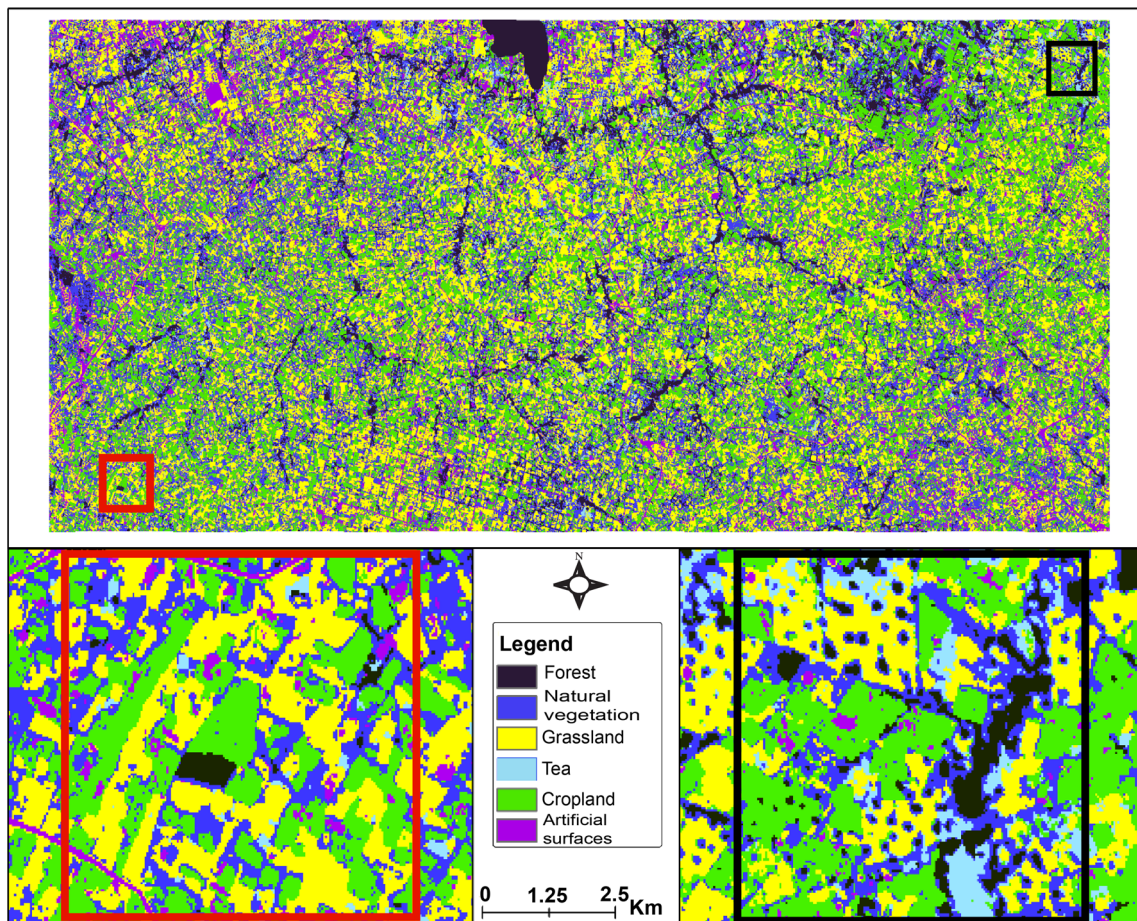 N
Legend
Forest
Natural
vegetation
Grassland
Tea
Cropland
Artificial
surfaces
0 1.25 2.5 Km